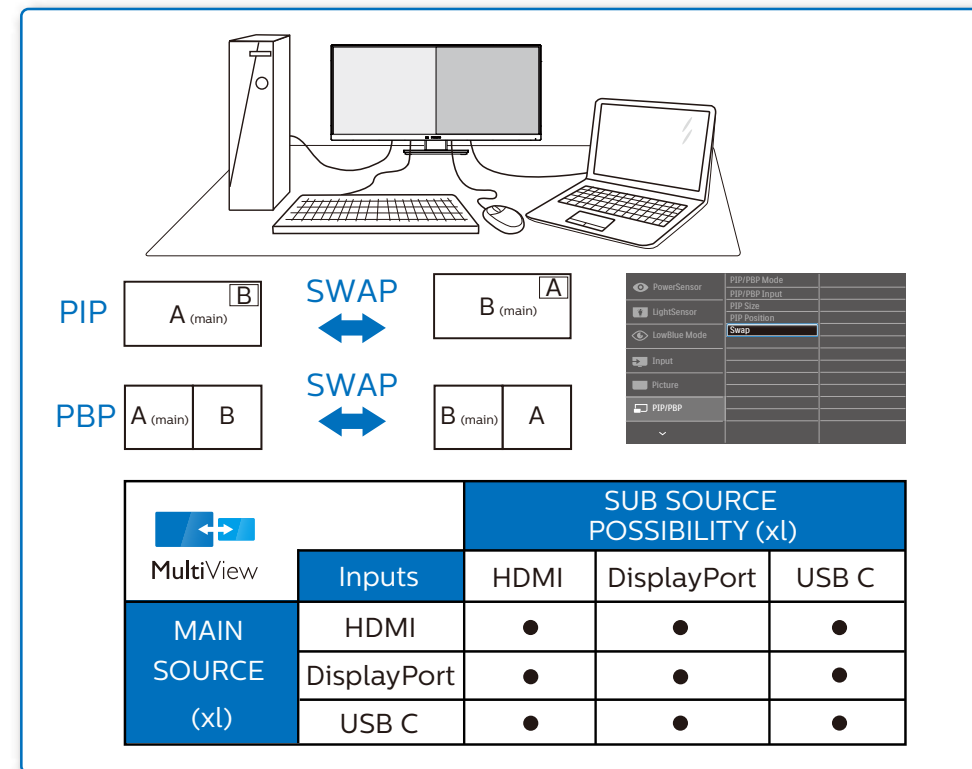 PIP
A (main)
B
SWAP
B (main)
A
PBP
A (main)
B
SWAP
B (main)
A
PowerSensor
LightSensor
LowBlue Mode
Input
Picture
PIP/PBP
PIP/PBP Mode
PIP/PBP Input
PIP Size
PIP Position
Swap
MultiView
SUB SOURCE
POSSIBILITY (xl)
Inputs HDMI DisplayPort USB C
MAIN
SOURCE
(xl)
HDMI ● ● ●
DisplayPort ● ● ●
USB C ● ● ●